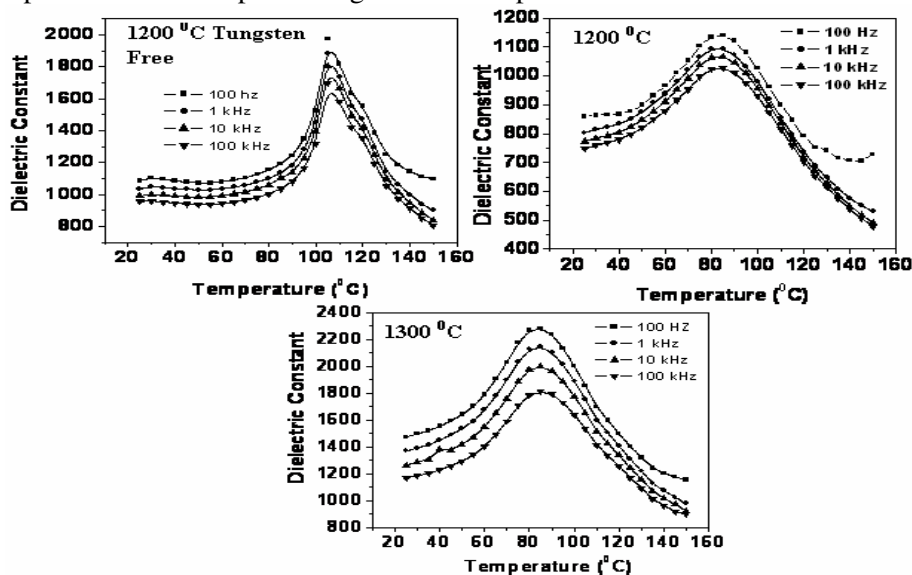 1200 ⁰C Tungsten
Free
100 hz
1 kHz
10 kHz
100 kHz
Dielectric Constant
2000
1800
1600
1400
1200
1000
800
20 40 60 80 100 120 140 160
Temperature (⁰C)
1200 ⁰C
100 Hz
1 kHz
10 kHz
100 kHz
Dielectric Constant
1200
1100
1000
900
800
700
600
500
400
20 40 60 80 100 120 140 160
Temperature (⁰C)
1300 ⁰C
100 HZ
1 kHz
10 kHz
100 kHz
Dielectric Constant
2400
2200
2000
1800
1600
1400
1200
1000
800
0 20 40 60 80 100 120 140 160
Temperature (⁰C)